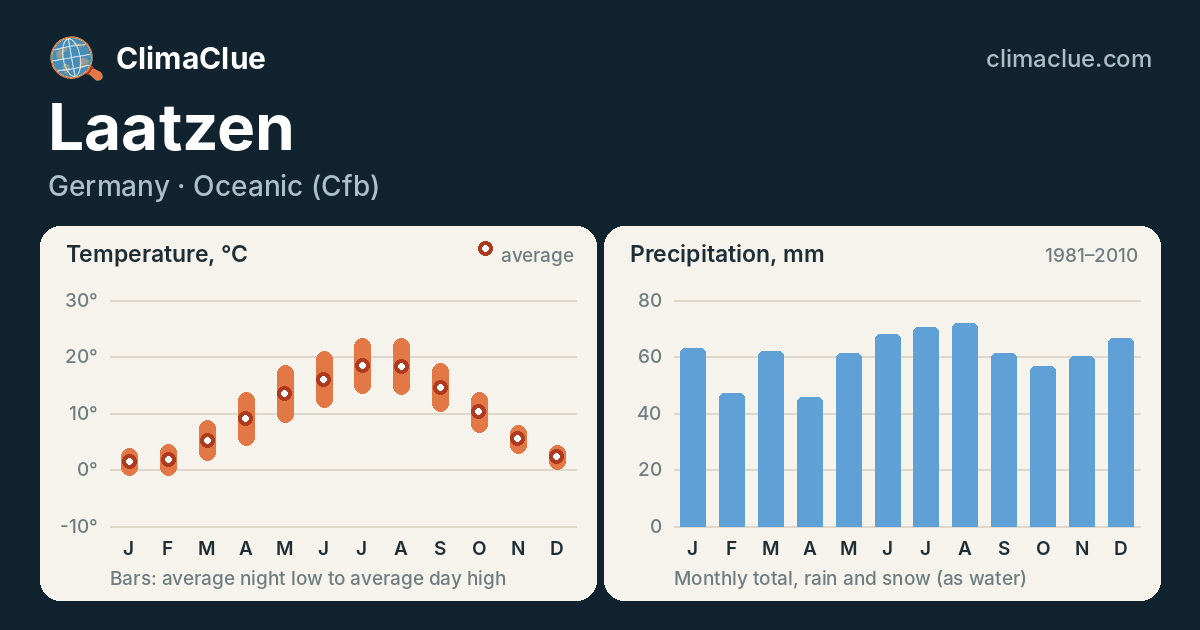 ClimaClue
climaclue.com
Laatzen
Germany · Oceanic (Cfb)
Temperature, °C
average
30°
20°
10°
0°
-10°
J F M A M J J A S O N D
Bars: average night low to average day high
Precipitation, mm
1981–2010
80
60
40
20
0
J F M A M J J A S O N D
Monthly total, rain and snow (as water)